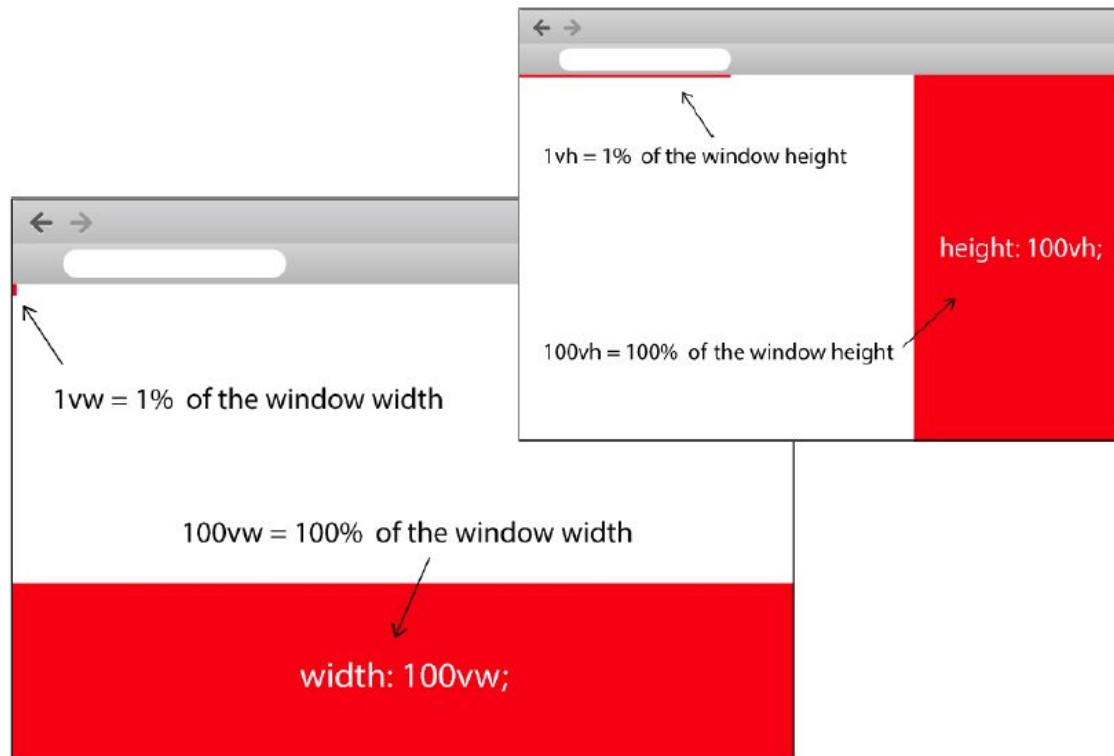 1vh = 1% of the window height
height: 100vh;
100vh = 100% of the window height
1vw = 1% of the window width
100vw = 100% of the window width
width: 100vw;